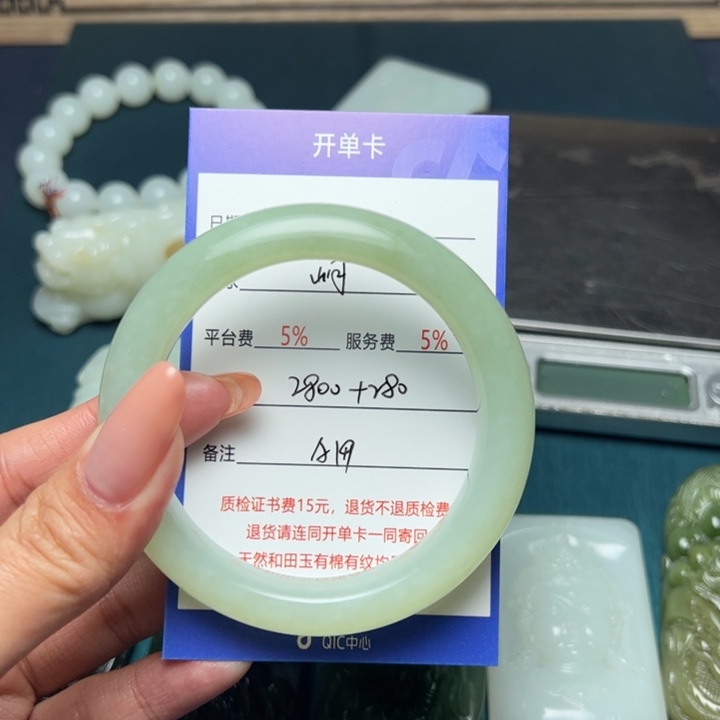 开单卡
平台费 5% 服务费 5%
2800+280
备注
质检证书费15元，退货不退质检费
退货请连同开单卡一同寄回
天然和田玉有棉有纹均
QIC中心